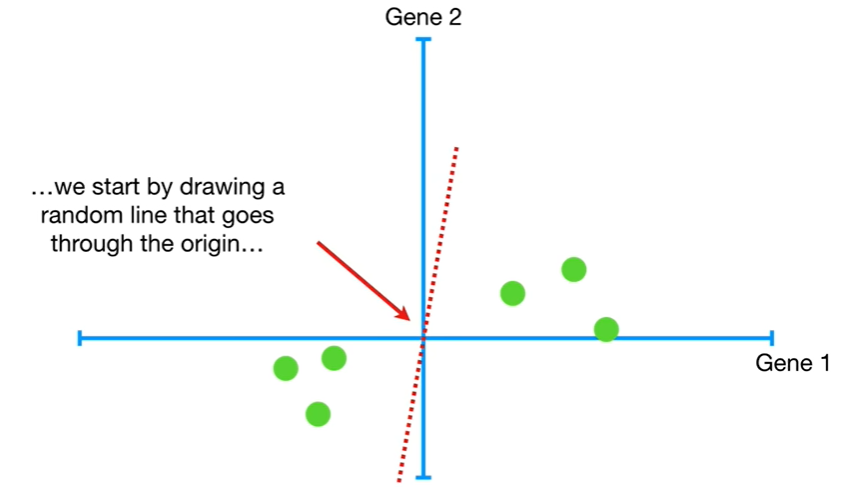 Gene 2
…we start by drawing a
random line that goes
through the origin…
Gene 1